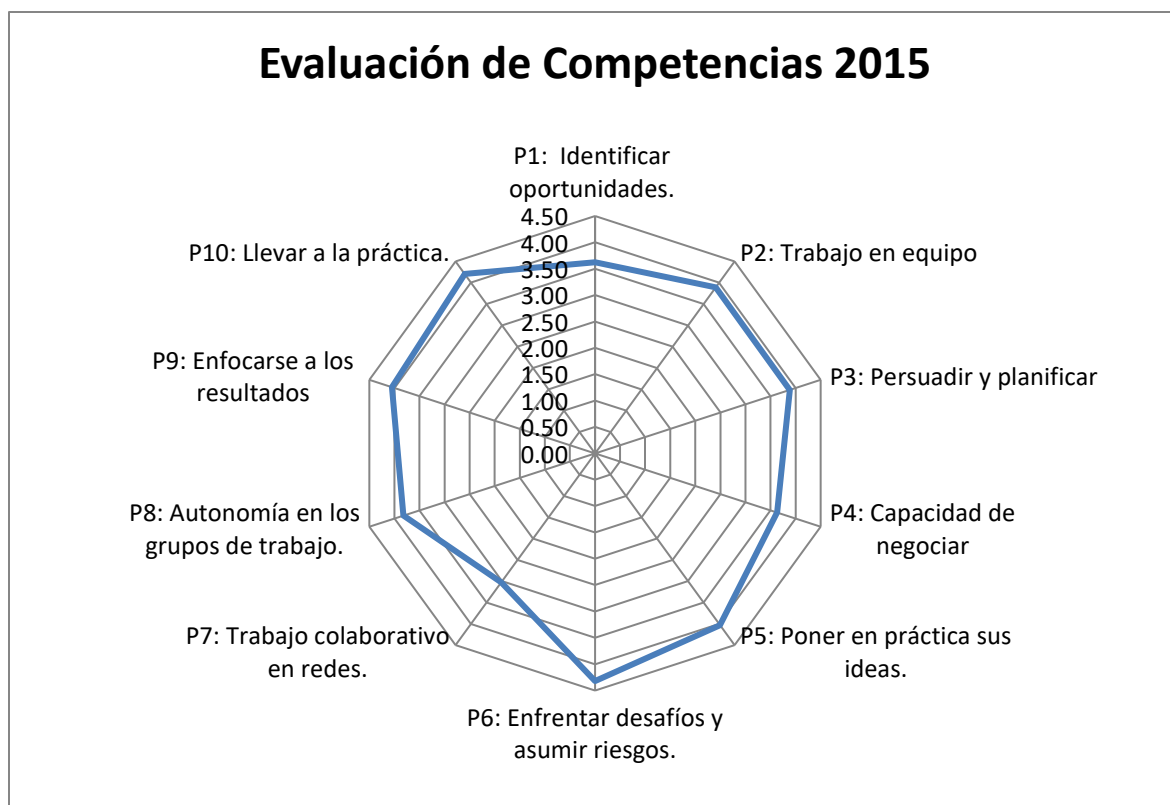 Evaluación de Competencias 2015
P1:  Identificar
oportunidades.
P2: Trabajo en equipo
P3: Persuadir y planificar
P4: Capacidad de
negociar
P5: Poner en práctica sus
ideas.
P6: Enfrentar desafíos y
asumir riesgos.
P7: Trabajo colaborativo
en redes.
P8: Autonomía en los
grupos de trabajo.
P9: Enfocarse a los
resultados
P10: Llevar a la práctica.
4.50
4.00
3.50
3.00
2.50
2.00
1.50
1.00
0.50
0.00